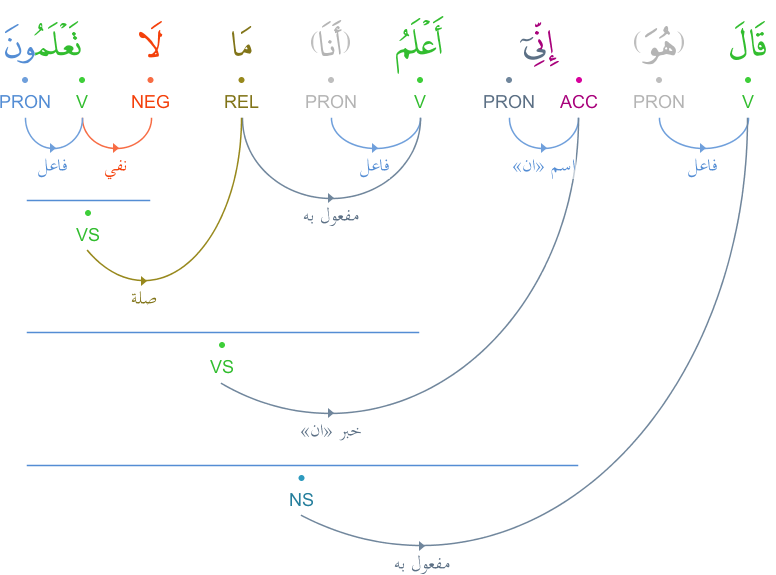 قَالَ (هُوَ) إِنِّىٓ أَعْلَمُ (أَنَا) مَا لَا تَعْلَمُونَ
V PRON ACC PRON V PRON REL NEG V PRON
فاعل اسم «ان» فاعل نفي فاعل
مفعول به
VS
صلة
VS
خبر «ان»
NS
مفعول به